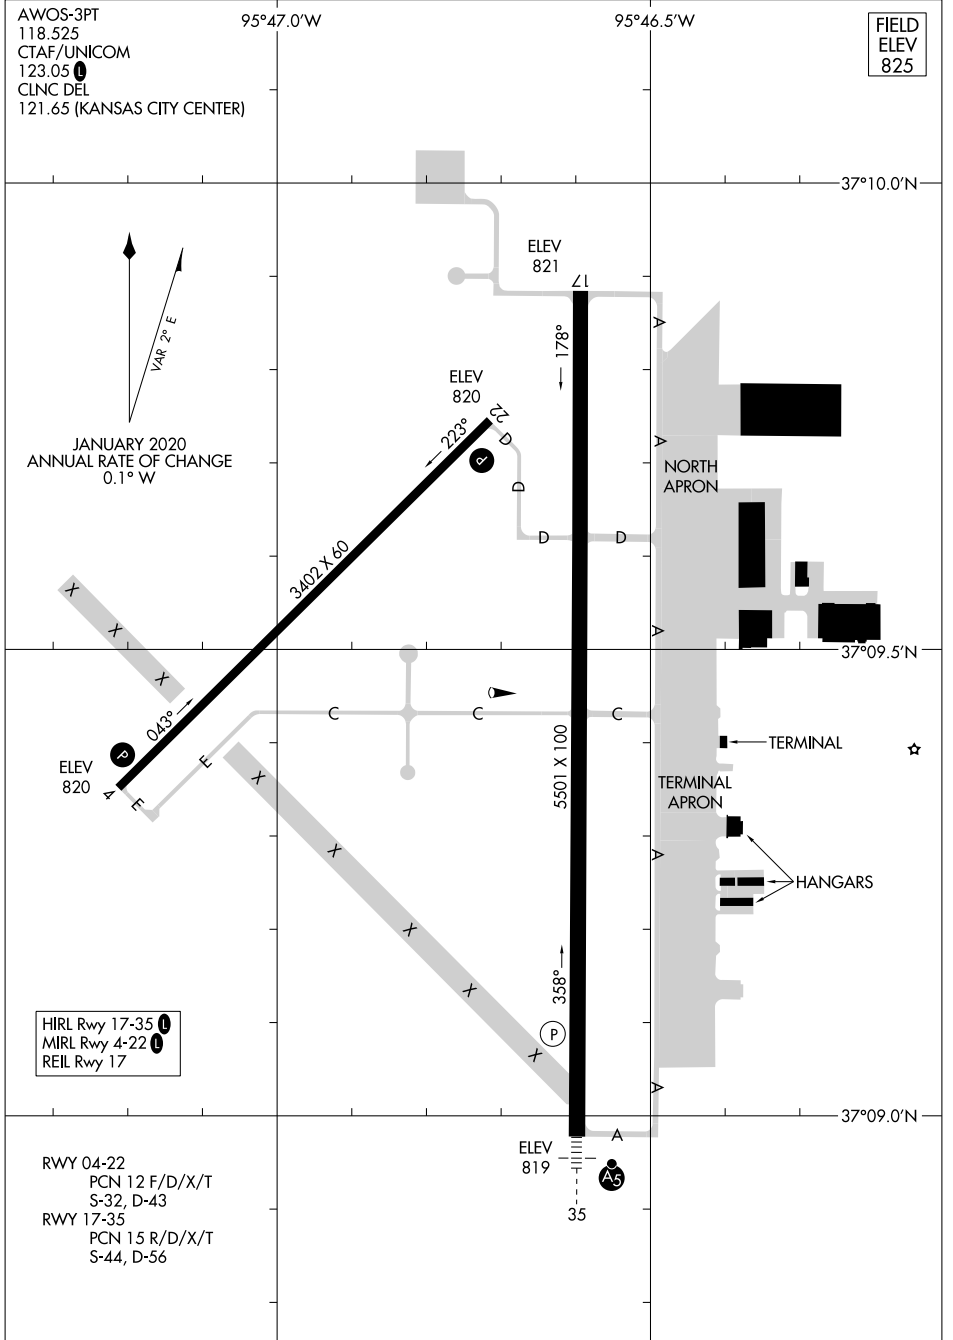 AWOS-3PT
118.525
CTAF/UNICOM
123.05 L
CLNC DEL
121.65 (KANSAS CITY CENTER)
95°47.0'W
95°46.5'W
FIELD
ELEV
825
37°10.0'N
VAR 2° E
JANUARY 2020
ANNUAL RATE OF CHANGE
0.1° W
ELEV
821
17
178°
A
ELEV
820
22
223°
P
D
D
D
D
A
NORTH
APRON
3402 X 60
X
X
X
A
37°09.5'N
043°
P
ELEV
820
4
E
E
C
C
C
5501 X 100
TERMINAL
TERMINAL
APRON
A
HANGARS
X
X
X
X
X
358°
P
A
HIRL Rwy 17-35 L
MIRL Rwy 4-22 L
REIL Rwy 17
37°09.0'N
A
ELEV
819
A5
35
RWY 04-22
PCN 12 F/D/X/T
S-32, D-43
RWY 17-35
PCN 15 R/D/X/T
S-44, D-56